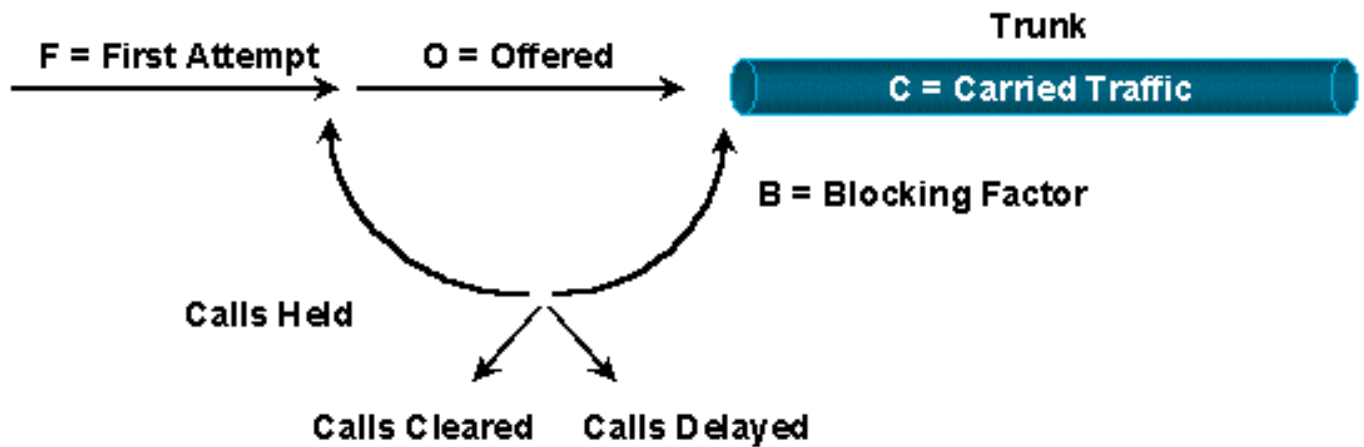 Trunk
F = First Attempt
O = Offered
C = Carried Traffic
B = Blocking Factor
Calls Held
Calls Cleared
Calls Delayed